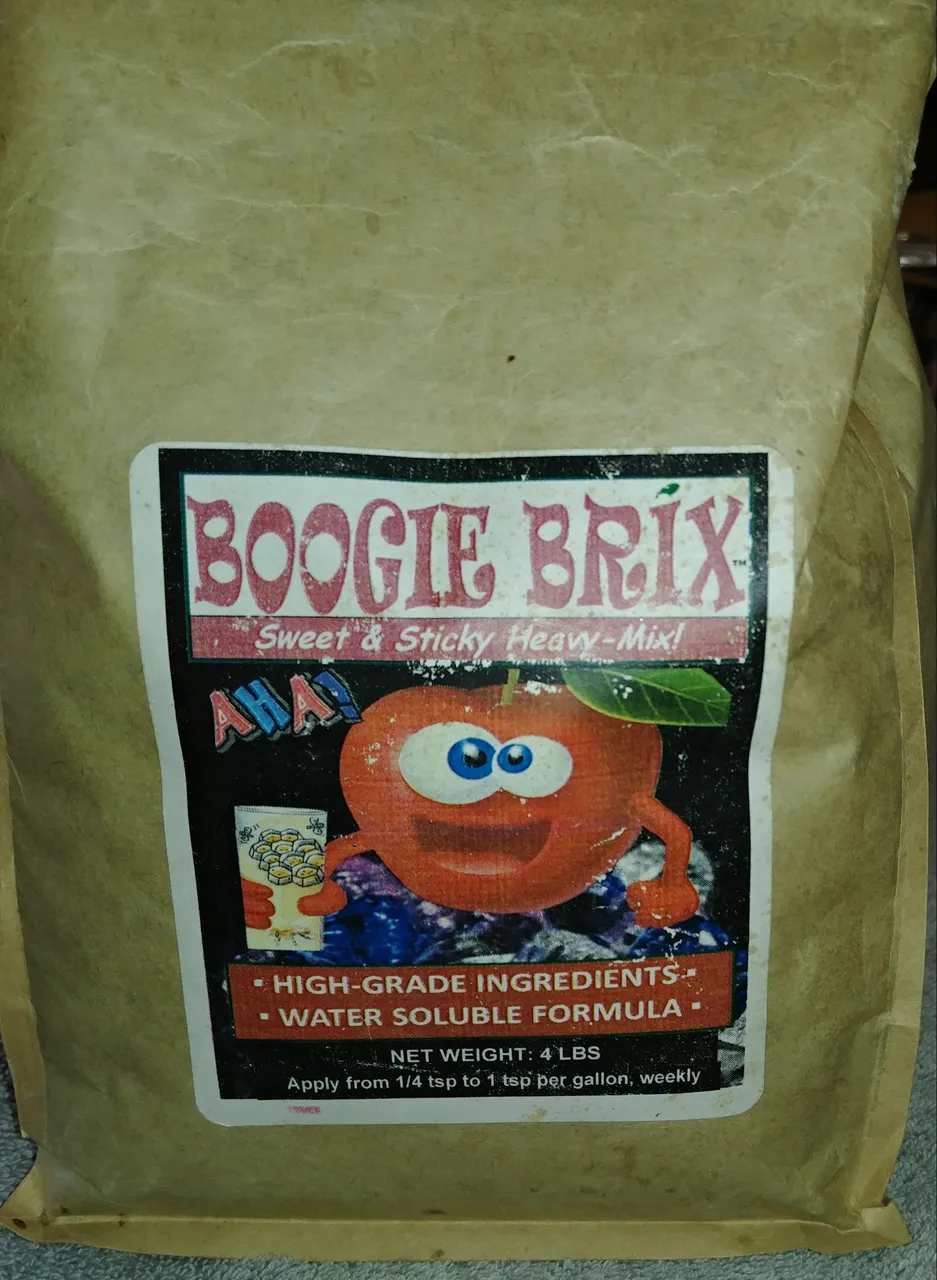 BOOGIE BRIX™
Sweet & Sticky Heavy-Mix!
AHA!
▪ HIGH-GRADE INGREDIENTS ▪
▪ WATER SOLUBLE FORMULA ▪
NET WEIGHT: 4 LBS
Apply from 1/4 tsp to 1 tsp per gallon, weekly